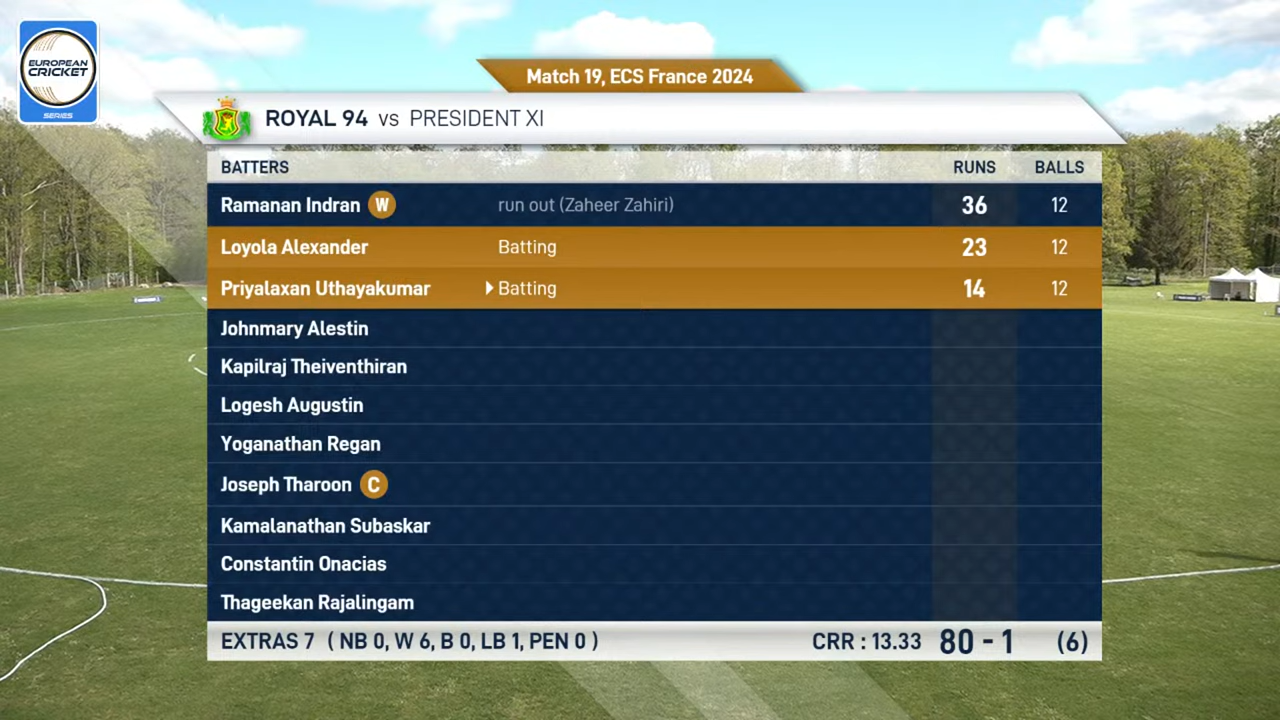 EUROPEAN
CRICKET
SERIES
Match 19, ECS France 2024
ROYAL 94 vs PRESIDENT XI
BATTERS RUNS BALLS
Ramanan Indran W run out (Zaheer Zahiri) 36 12
Loyola Alexander Batting 23 12
Priyalaxan Uthayakumar Batting 14 12
Johnmary Alestin
Kapilraj Theiventhiran
Logesh Augustin
Yoganathan Regan
Joseph Tharoon C
Kamalanathan Subaskar
Constantin Onacias
Thageekan Rajalingam
EXTRAS 7 ( NB 0, W 6, B 0, LB 1, PEN 0 ) CRR : 13.33 80 - 1 (6)